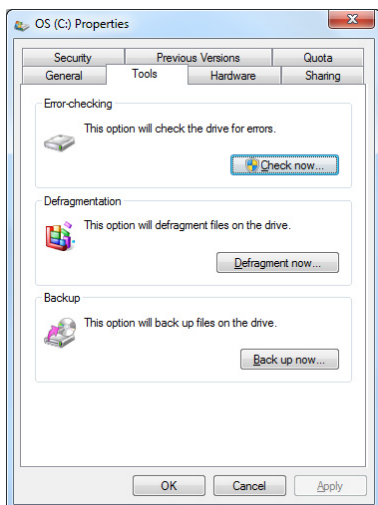 OS (C:) Properties
Security Previous Versions Quota
General Tools Hardware Sharing
Error-checking
This option will check the drive for errors.
Check now...
Defragmentation
This option will defragment files on the drive.
Defragment now...
Backup
This option will back up files on the drive.
Back up now...
OK Cancel Apply